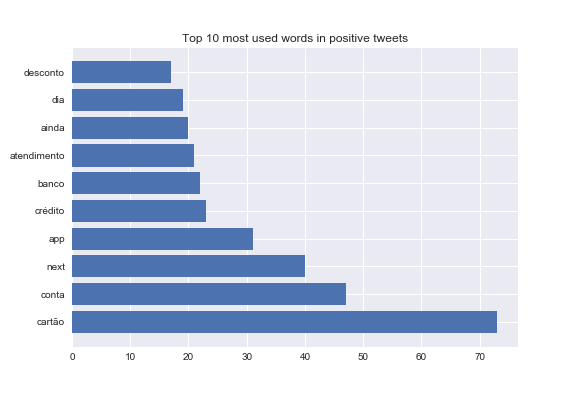 Top 10 most used words in positive tweets
desconto
dia
ainda
atendimento
banco
crédito
app
next
conta
cartão
0 10 20 30 40 50 60 70